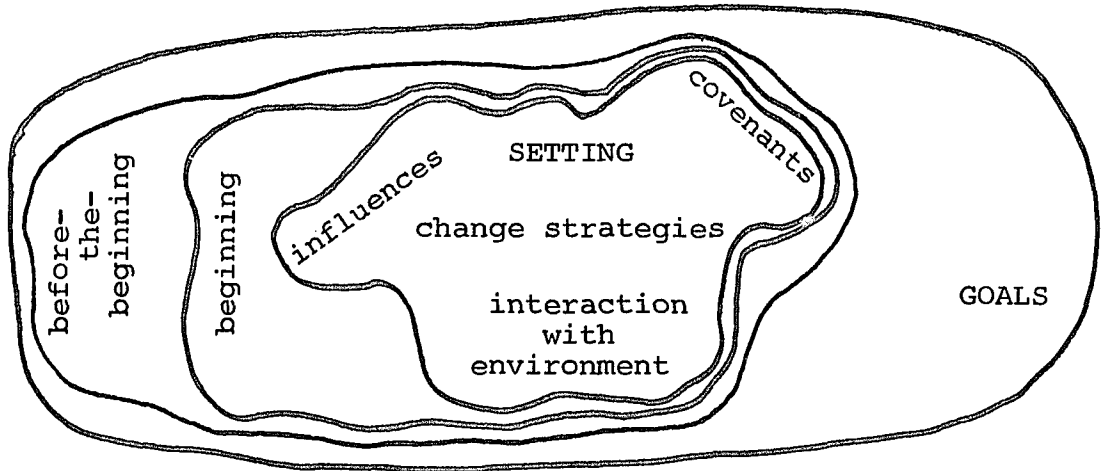 before-
the-
beginning
beginning
influences
SETTING
covenants
change strategies
interaction
with
environment
GOALS